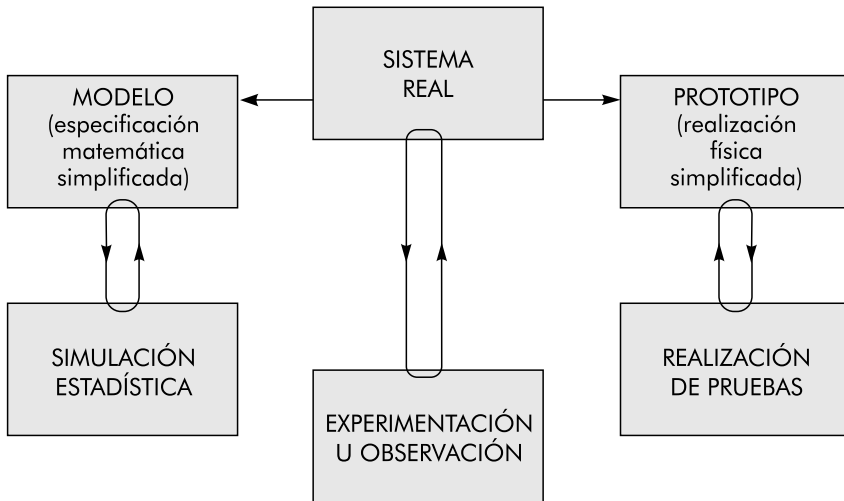 SISTEMA
REAL
MODELO
(especificación
matemática
simplificada)
PROTOTIPO
(realización
física
simplificada)
SIMULACIÓN
ESTADÍSTICA
EXPERIMENTACIÓN
U OBSERVACIÓN
REALIZACIÓN
DE PRUEBAS